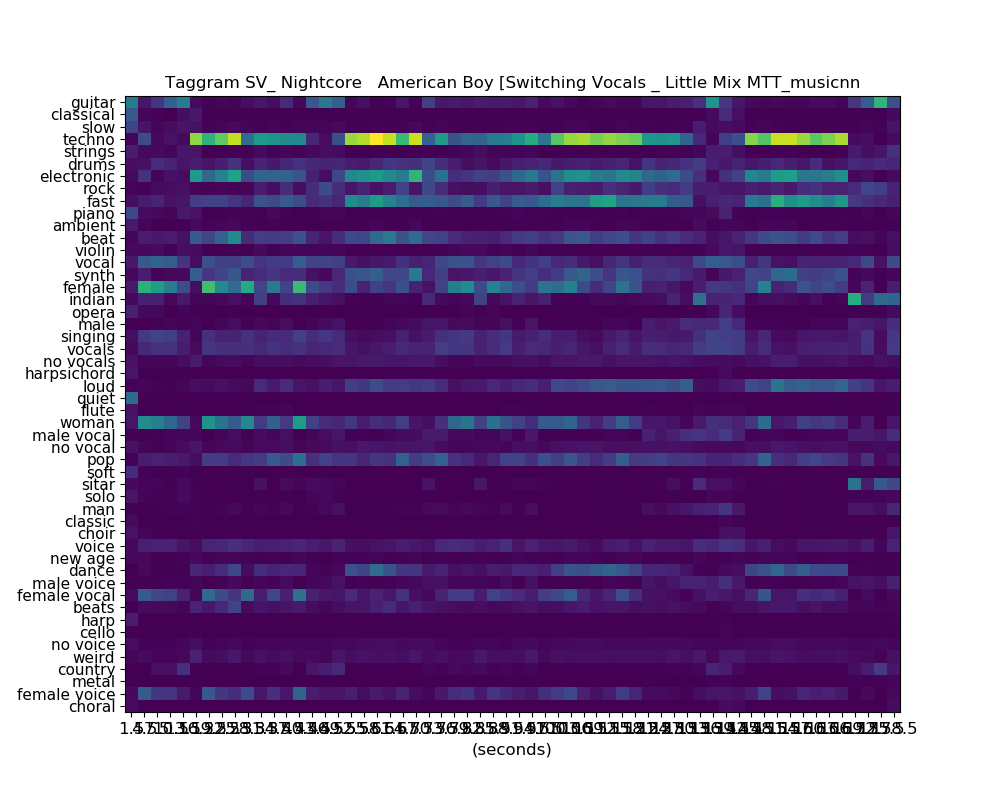 Taggram SV_ Nightcore   American Boy [Switching Vocals _ Little Mix MTT_musicnn
guitar
classical
slow
techno
strings
drums
electronic
rock
fast
piano
ambient
beat
violin
vocal
synth
female
indian
opera
male
singing
vocals
no vocals
harpsichord
loud
quiet
flute
woman
male vocal
no vocal
pop
soft
sitar
solo
man
classic
choir
voice
new age
dance
male voice
female vocal
beats
harp
cello
no voice
weird
country
metal
female voice
choral
(seconds)